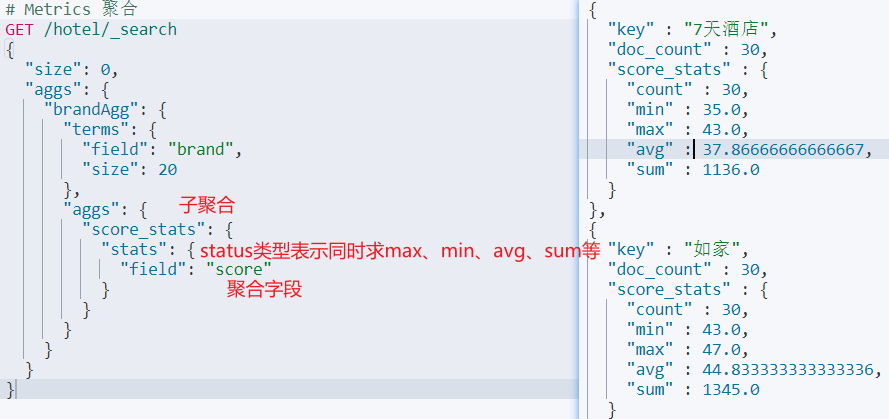 # Metrics 聚合
GET /hotel/_search
{
"size": 0,
"aggs": {
"brandAgg": {
"terms": {
"field": "brand",
"size": 20
},
"aggs": { 子聚合
"score_stats": {
"stats": { status类型表示同时求max、min、avg、sum等
"field": "score"
聚合字段
}
}
}
}
}
}
{
"key" : "7天酒店",
"doc_count" : 30,
"score_stats" : {
"count" : 30,
"min" : 35.0,
"max" : 43.0,
"avg" : 37.86666666666667,
"sum" : 1136.0
}
},
{
"key" : "如家",
"doc_count" : 30,
"score_stats" : {
"count" : 30,
"min" : 43.0,
"max" : 47.0,
"avg" : 44.833333333333336,
"sum" : 1345.0
}